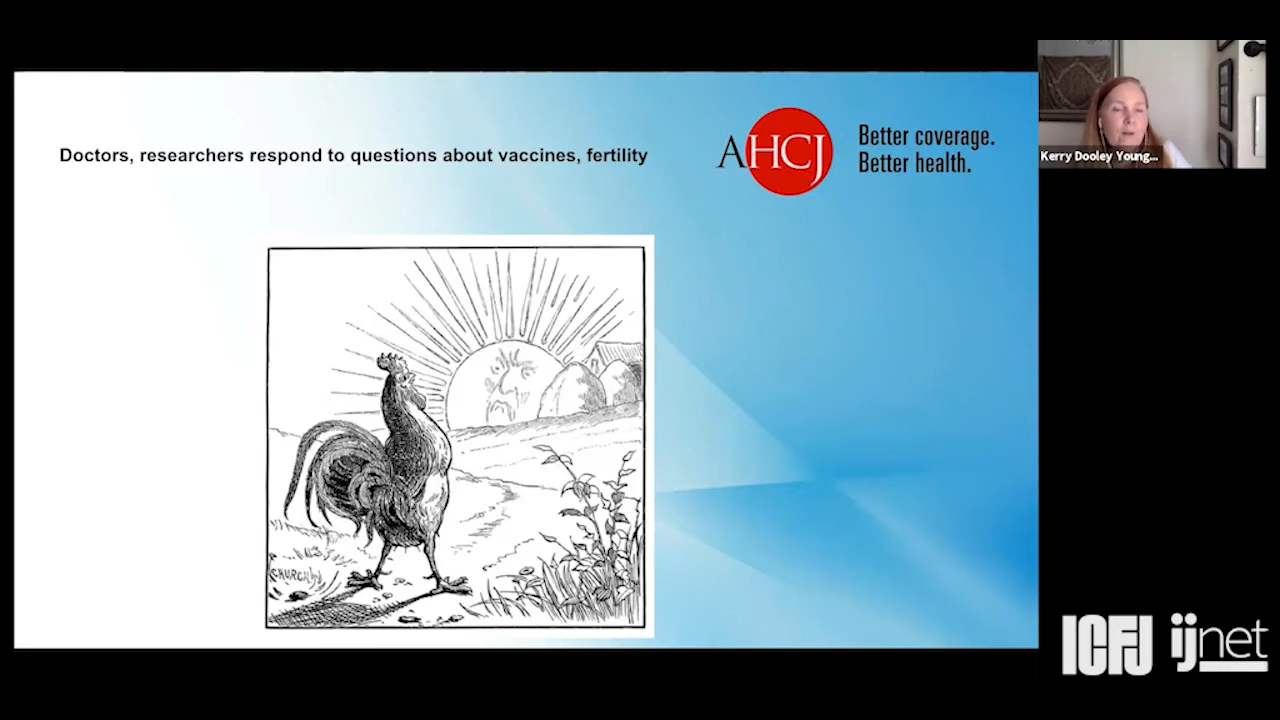 Doctors, researchers respond to questions about vaccines, fertility
AHCJ
Better coverage.
Better health.
Kerry Dooley Young...
ICFJ
ijnet